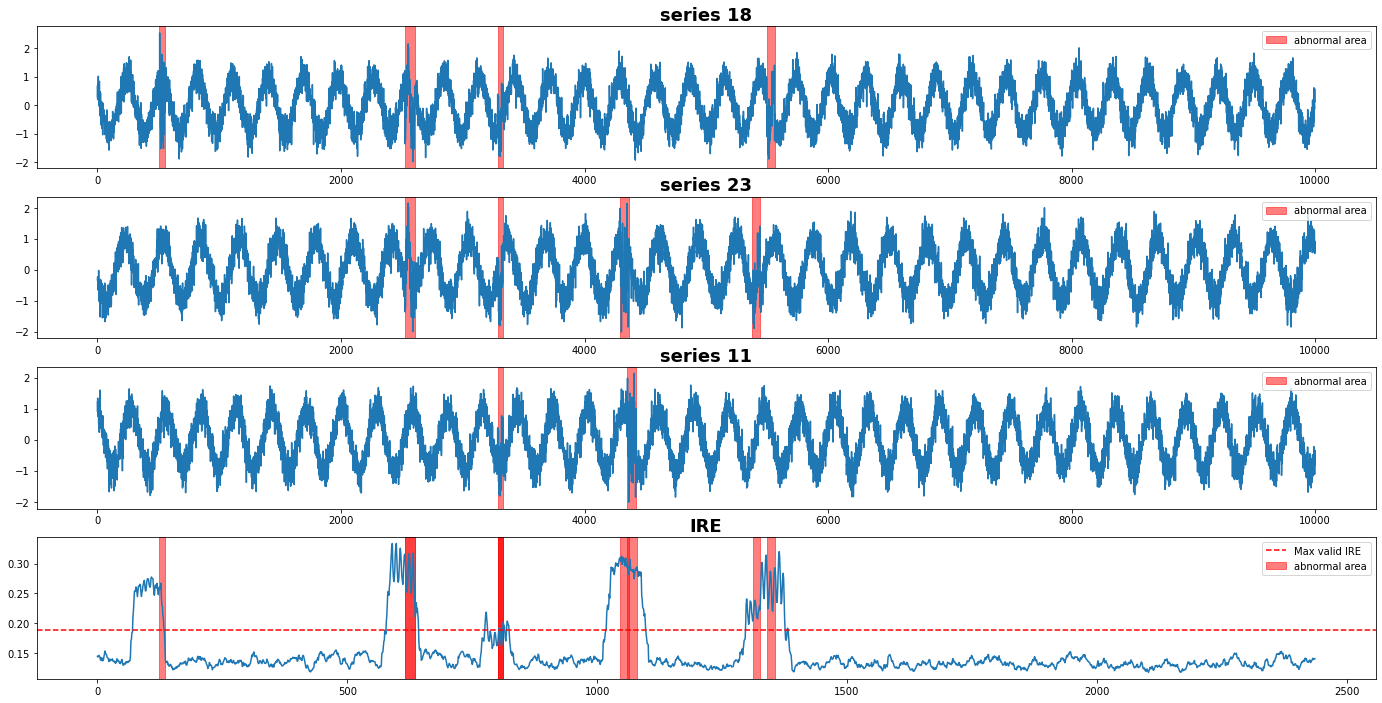 series 18
abnormal area
2
1
0
−1
−2
0 2000 4000 6000 8000 10000
series 23
abnormal area
2
1
0
−1
−2
0 2000 4000 6000 8000 10000
series 11
abnormal area
2
1
0
−1
−2
0 2000 4000 6000 8000 10000
IRE
Max valid IRE
abnormal area
0.30
0.25
0.20
0.15
0 500 1000 1500 2000 2500